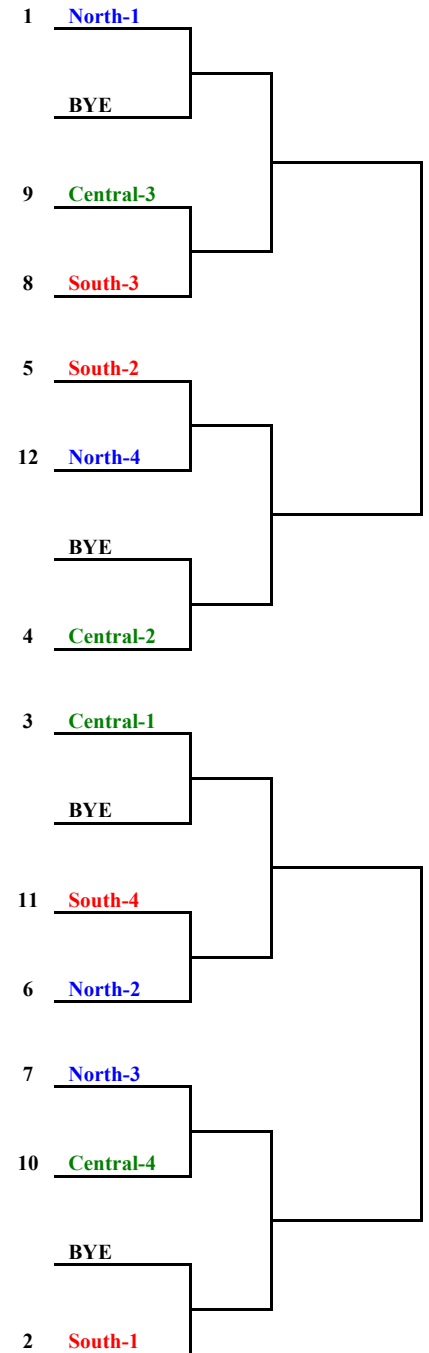 1 North-1
BYE
9 Central-3
8 South-3
5 South-2
12 North-4
BYE
4 Central-2
3 Central-1
BYE
11 South-4
6 North-2
7 North-3
10 Central-4
BYE
2 South-1